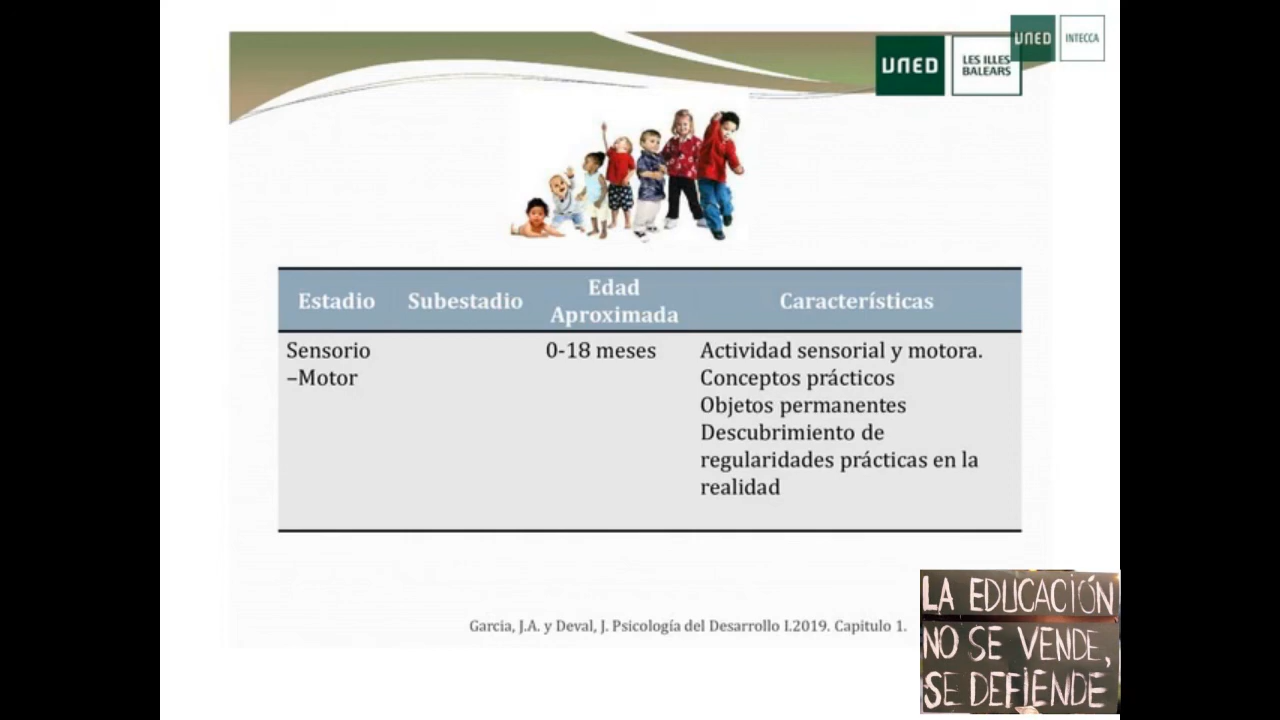 UNED
INTECCA
UNED
LES ILLES
BALEARS
Estadio
Subestadio
Edad
Aproximada
Características
Sensorio
–Motor
0-18 meses
Actividad sensorial y motora.
Conceptos prácticos
Objetos permanentes
Descubrimiento de
regularidades prácticas en la
realidad
Garcia, J.A. y Deval, J. Psicología del Desarrollo I.2019. Capitulo 1.
LA EDUCACIÓN
NO SE VENDE,
SE DEFIENDE